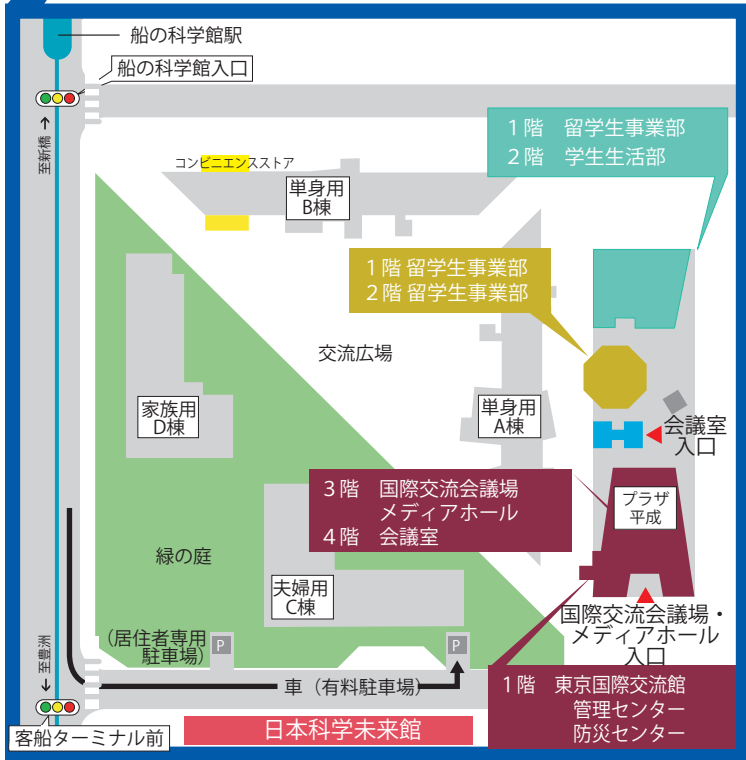 船の科学館駅
船の科学館入口
至新橋
1階 留学生事業部
2階 学生生活部
コンビニエンスストア
単身用
B棟
1階 留学生事業部
2階 留学生事業部
交流広場
家族用
D棟
単身用
A棟
会議室
入口
3階 国際交流会議場
メディアホール
4階 会議室
プラザ
平成
緑の庭
夫婦用
C棟
国際交流会議場・
メディアホール
入口
(居住者専用
駐車場)
P
P
至豊洲
車(有料駐車場)
1階 東京国際交流館
管理センター
防災センター
客船ターミナル前
日本科学未来館